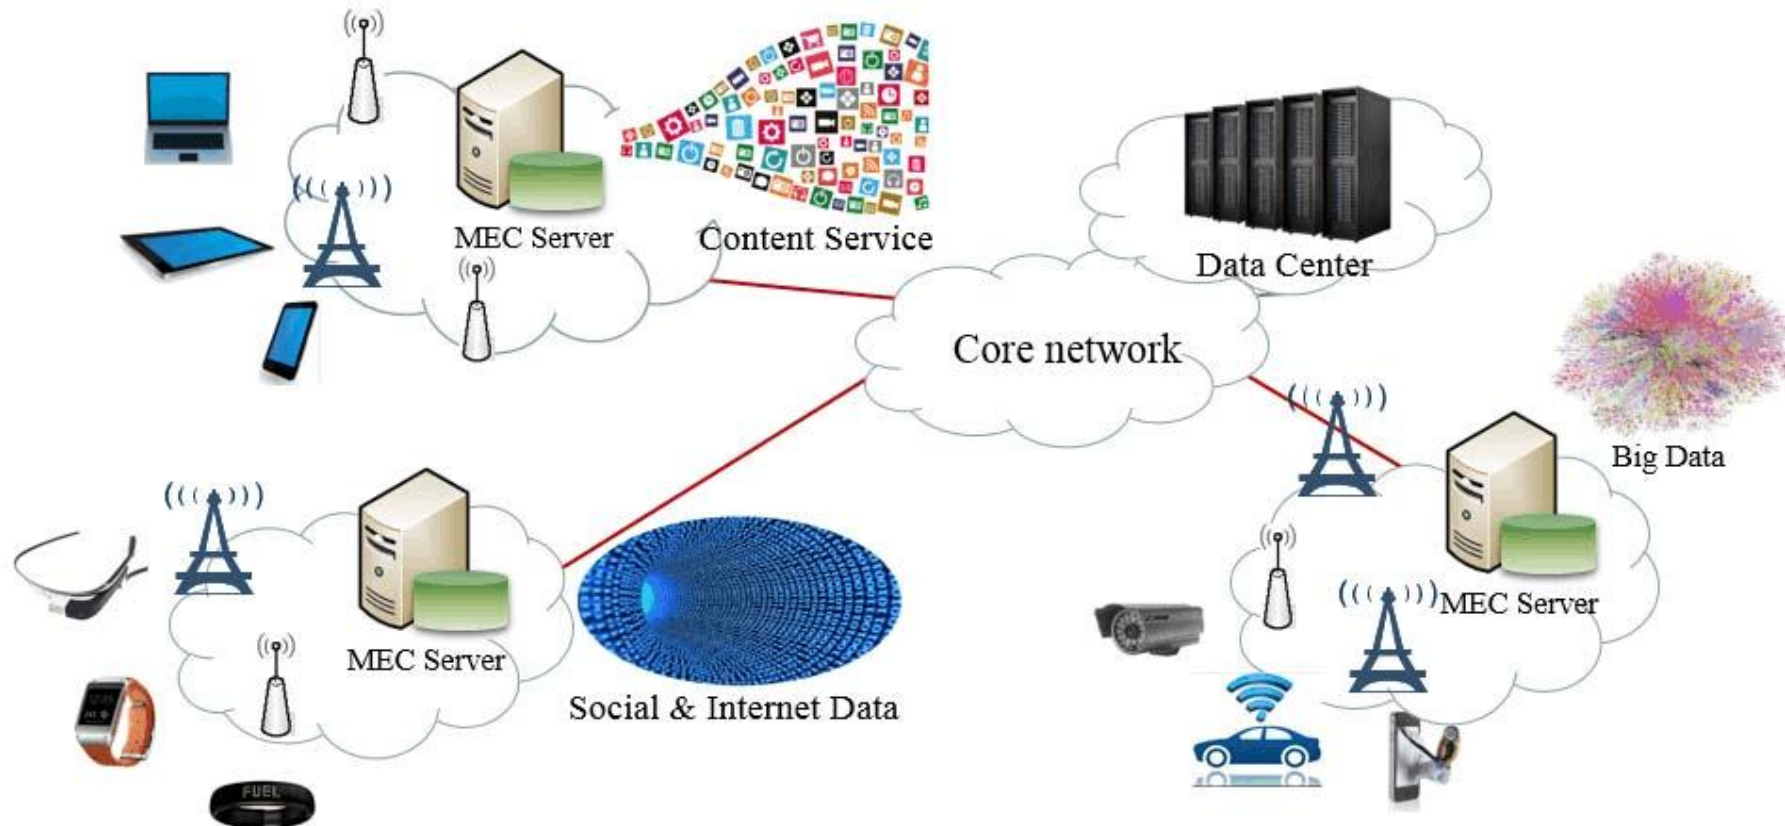 MEC Server
Content Service
Data Center
Core network
Big Data
MEC Server
MEC Server
Social & Internet Data
FUEL